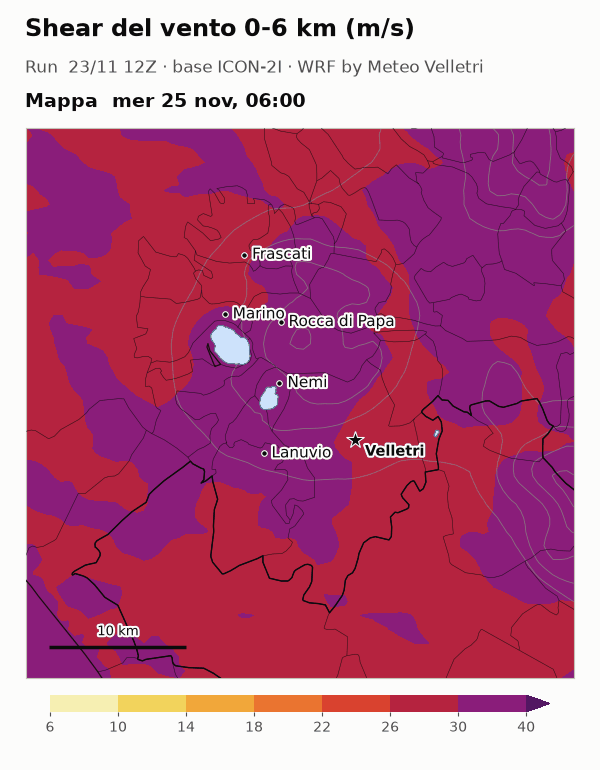 Shear del vento 0-6 km (m/s)
Run  23/11 12Z · base ICON-2I · WRF by Meteo Velletri
Mappa  mer 25 nov, 06:00
Frascati
Marino
Rocca di Papa
Nemi
Velletri
Lanuvio
10 km
6 10 14 18 22 26 30 40